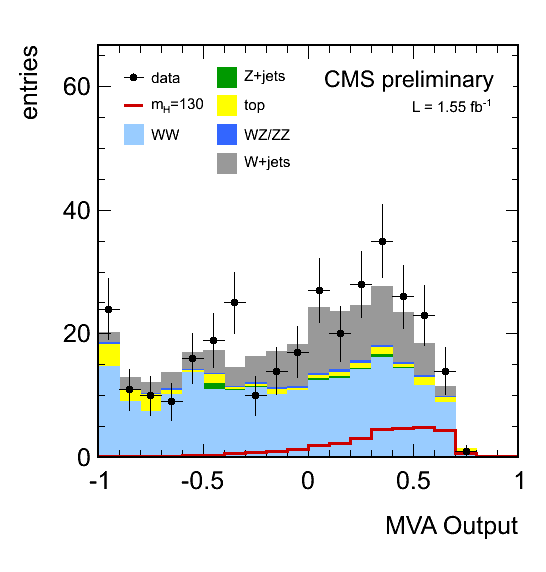 entries
CMS preliminary
L = 1.55 fb⁻¹
data
m_H=130
WW
Z+jets
top
WZ/ZZ
W+jets
60
40
20
0
-1
-0.5
0
0.5
1
MVA Output